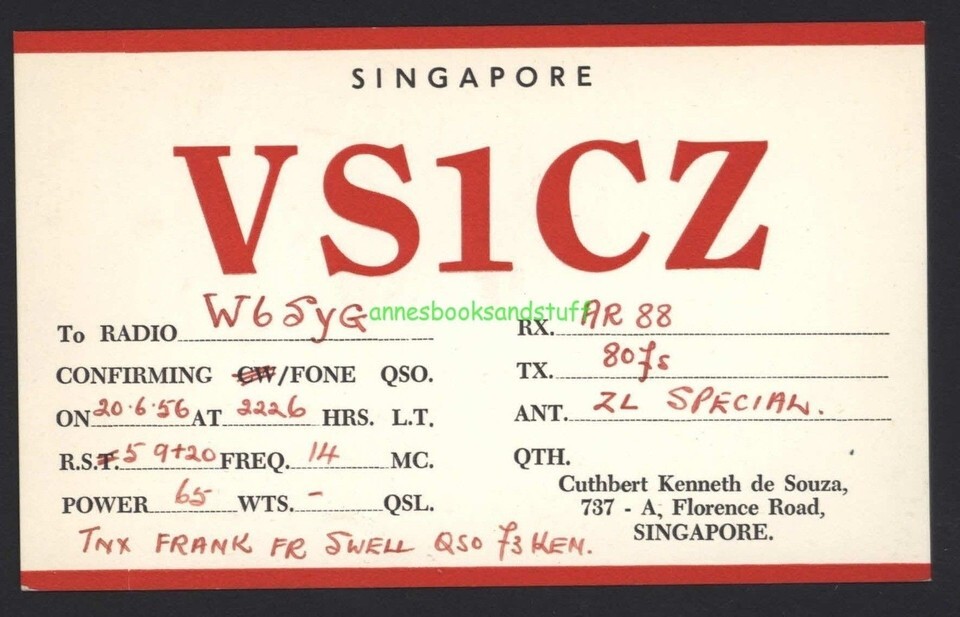 SINGAPORE
VS1CZ
To RADIO W6SYG
annesbooksandstuff
CONFIRMING CW/FONE QSO.
ON 20·6·56 AT 2226 HRS. L.T.
R.S.T. 5 9+20 FREQ. 14 MC.
POWER 65 WTS. - QSL.
RX. AR 88
TX. 807s
ANT. ZL SPECIAL.
QTH.
Cuthbert Kenneth de Souza,
737 - A, Florence Road,
SINGAPORE.
TNX FRANK FR SWELL QSO 73 KEN.